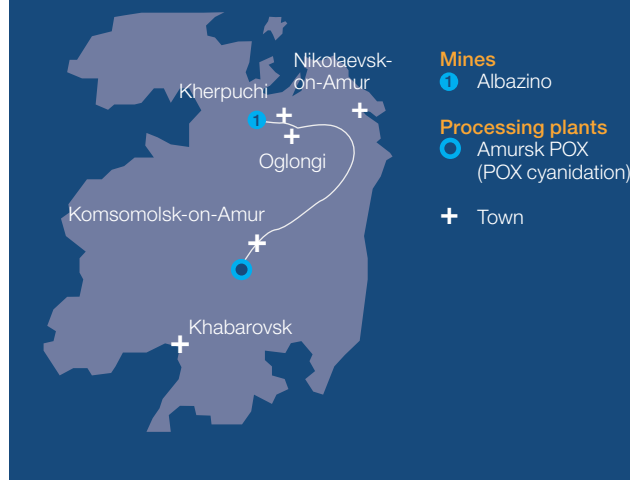 Nikolaevsk-
on-Amur
Kherpuchi
1
Oglongi
Komsomolsk-on-Amur
Khabarovsk
Mines
1 Albazino
Processing plants
Amursk POX
(POX cyanidation)
Town